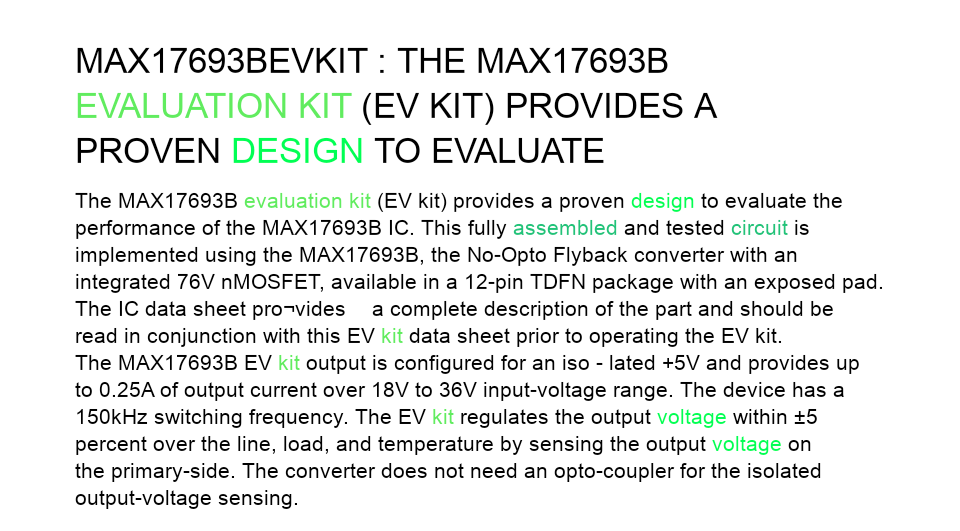 MAX17693BEVKIT : THE MAX17693B
EVALUATION KIT (EV KIT) PROVIDES A
PROVEN DESIGN TO EVALUATE
The MAX17693B evaluation kit (EV kit) provides a proven design to evaluate the
performance of the MAX17693B IC. This fully assembled and tested circuit is
implemented using the MAX17693B, the No-Opto Flyback converter with an
integrated 76V nMOSFET, available in a 12-pin TDFN package with an exposed pad.
The IC data sheet pro¬vides a complete description of the part and should be
read in conjunction with this EV kit data sheet prior to operating the EV kit.
The MAX17693B EV kit output is configured for an iso - lated +5V and provides up
to 0.25A of output current over 18V to 36V input-voltage range. The device has a
150kHz switching frequency. The EV kit regulates the output voltage within ±5
percent over the line, load, and temperature by sensing the output voltage on
the primary-side. The converter does not need an opto-coupler for the isolated
output-voltage sensing.